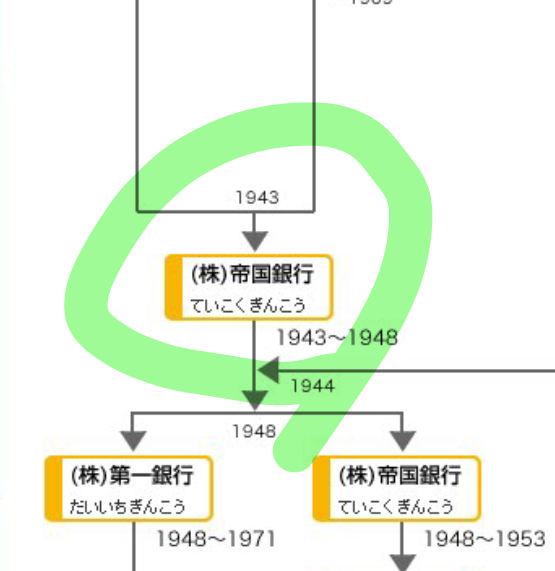 1943
(株)帝国銀行
ていこくぎんこう
1943～1948
1944
1948
(株)第一銀行
だいいちぎんこう
1948～1971
(株)帝国銀行
ていこくぎんこう
1948～1953